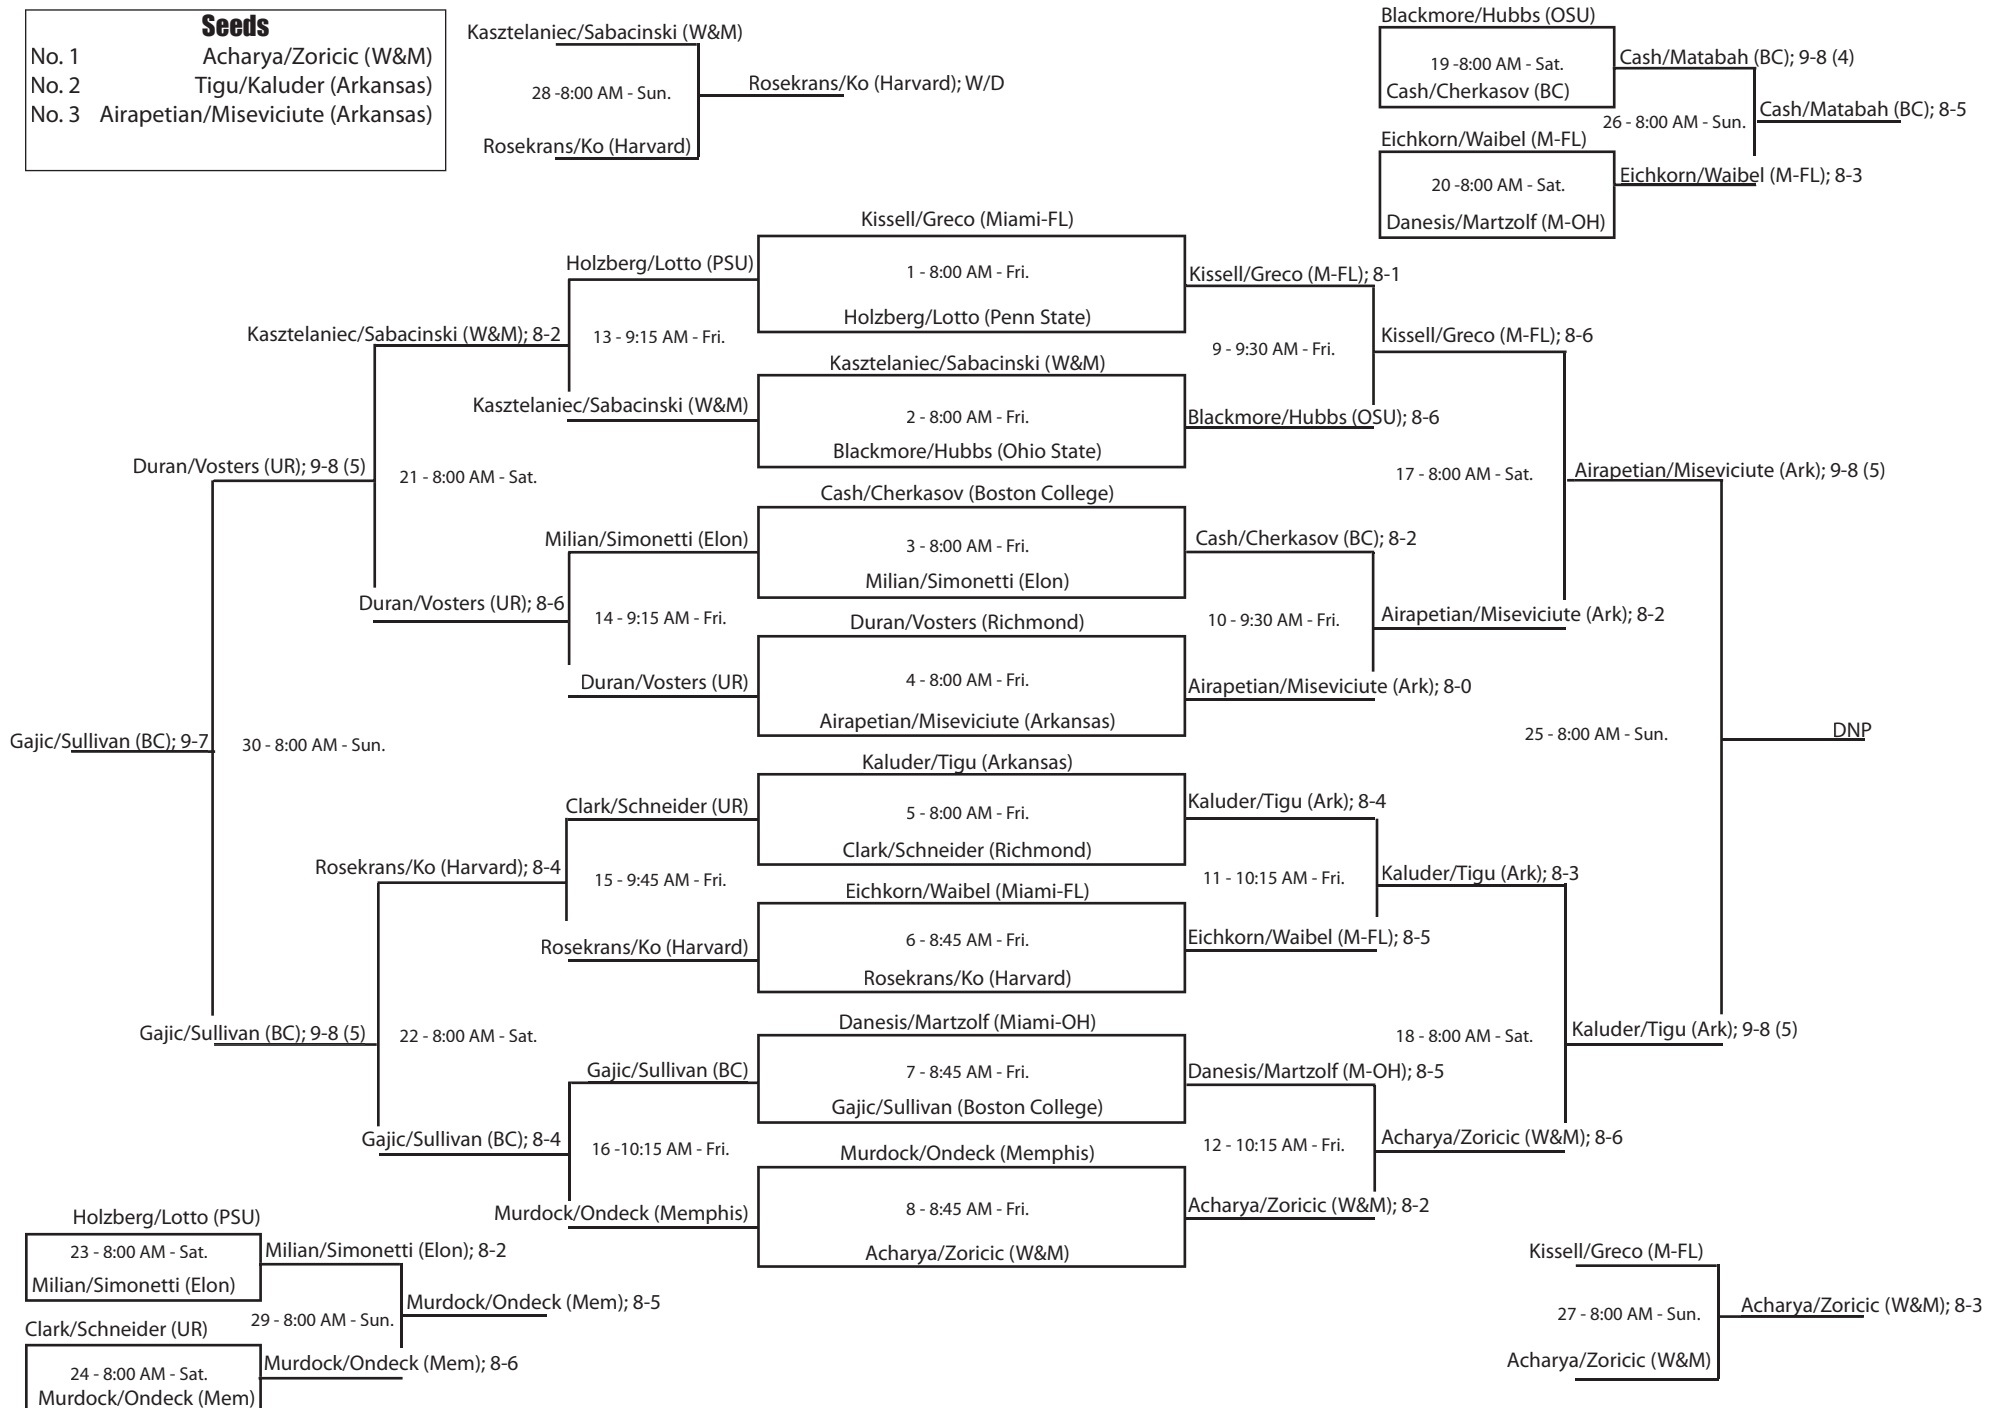 Seeds
No. 1 Acharya/Zoricic (W&M)
No. 2 Tigu/Kaluder (Arkansas)
No. 3 Airapetian/Miseviciute (Arkansas)
Kasztelaniec/Sabacinski (W&M)
28 -8:00 AM - Sun.
Rosekrans/Ko (Harvard); W/D
Rosekrans/Ko (Harvard)
Blackmore/Hubbs (OSU)
19 -8:00 AM - Sat.
Cash/Cherkasov (BC)
Cash/Matabah (BC); 9-8 (4)
26 - 8:00 AM - Sun.
Cash/Matabah (BC); 8-5
Eichkorn/Waibel (M-FL)
20 -8:00 AM - Sat.
Danesis/Martzolf (M-OH)
Eichkorn/Waibel (M-FL); 8-3
Kissell/Greco (Miami-FL)
1 - 8:00 AM - Fri.
Holzberg/Lotto (Penn State)
Kasztelaniec/Sabacinski (W&M)
2 - 8:00 AM - Fri.
Blackmore/Hubbs (Ohio State)
Cash/Cherkasov (Boston College)
3 - 8:00 AM - Fri.
Milian/Simonetti (Elon)
Duran/Vosters (Richmond)
4 - 8:00 AM - Fri.
Airapetian/Miseviciute (Arkansas)
Kaluder/Tigu (Arkansas)
5 - 8:00 AM - Fri.
Clark/Schneider (Richmond)
Eichkorn/Waibel (Miami-FL)
6 - 8:45 AM - Fri.
Rosekrans/Ko (Harvard)
Danesis/Martzolf (Miami-OH)
7 - 8:45 AM - Fri.
Gajic/Sullivan (Boston College)
Murdock/Ondeck (Memphis)
8 - 8:45 AM - Fri.
Acharya/Zoricic (W&M)
Holzberg/Lotto (PSU)
13 - 9:15 AM - Fri.
Kasztelaniec/Sabacinski (W&M)
Milian/Simonetti (Elon)
14 - 9:15 AM - Fri.
Duran/Vosters (UR)
Clark/Schneider (UR)
15 - 9:45 AM - Fri.
Rosekrans/Ko (Harvard)
Gajic/Sullivan (BC)
16 -10:15 AM - Fri.
Murdock/Ondeck (Memphis)
Kasztelaniec/Sabacinski (W&M); 8-2
21 - 8:00 AM - Sat.
Duran/Vosters (UR); 8-6
Rosekrans/Ko (Harvard); 8-4
22 - 8:00 AM - Sat.
Gajic/Sullivan (BC); 8-4
Duran/Vosters (UR); 9-8 (5)
30 - 8:00 AM - Sun.
Gajic/Sullivan (BC); 9-8 (5)
Gajic/Sullivan (BC); 9-7
Kissell/Greco (M-FL); 8-1
9 - 9:30 AM - Fri.
Blackmore/Hubbs (OSU); 8-6
Cash/Cherkasov (BC); 8-2
10 - 9:30 AM - Fri.
Airapetian/Miseviciute (Ark); 8-0
Kaluder/Tigu (Ark); 8-4
11 - 10:15 AM - Fri.
Eichkorn/Waibel (M-FL); 8-5
Danesis/Martzolf (M-OH); 8-5
12 - 10:15 AM - Fri.
Acharya/Zoricic (W&M); 8-2
Kissell/Greco (M-FL); 8-6
17 - 8:00 AM - Sat.
Airapetian/Miseviciute (Ark); 8-2
Kaluder/Tigu (Ark); 8-3
18 - 8:00 AM - Sat.
Acharya/Zoricic (W&M); 8-6
Airapetian/Miseviciute (Ark); 9-8 (5)
25 - 8:00 AM - Sun.
Kaluder/Tigu (Ark); 9-8 (5)
DNP
Holzberg/Lotto (PSU)
23 - 8:00 AM - Sat.
Milian/Simonetti (Elon)
Milian/Simonetti (Elon); 8-2
29 - 8:00 AM - Sun.
Murdock/Ondeck (Mem); 8-5
Clark/Schneider (UR)
24 - 8:00 AM - Sat.
Murdock/Ondeck (Mem)
Murdock/Ondeck (Mem); 8-6
Kissell/Greco (M-FL)
27 - 8:00 AM - Sun.
Acharya/Zoricic (W&M)
Acharya/Zoricic (W&M); 8-3